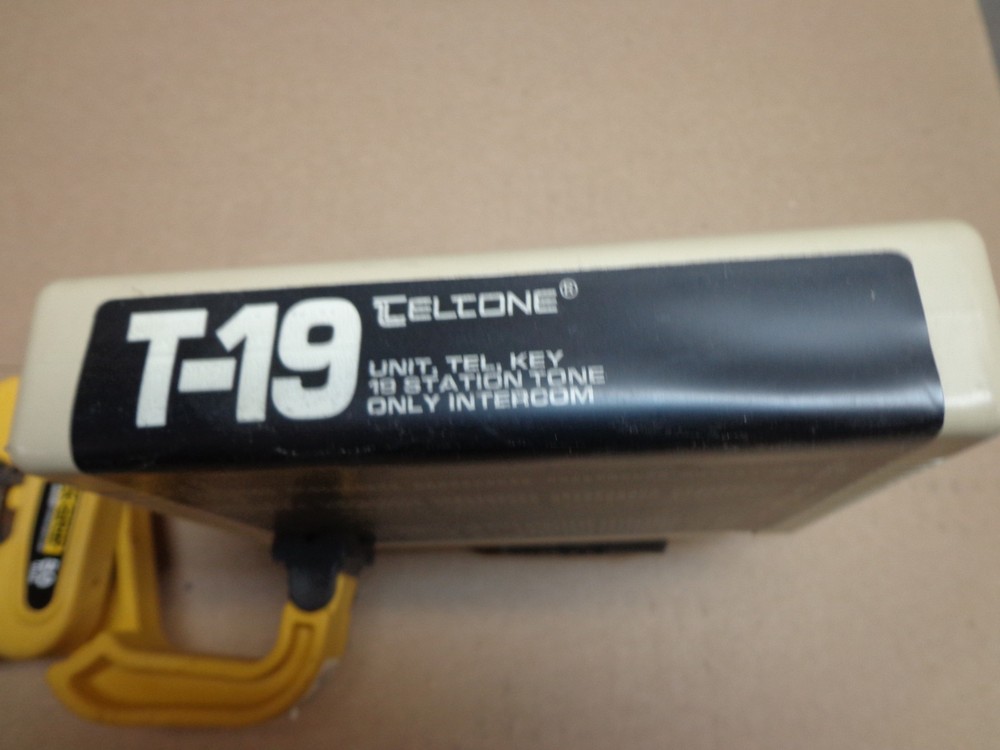 T-19
TELTONE®
UNIT, TEL, KEY
19 STATION TONE
ONLY INTERCOM